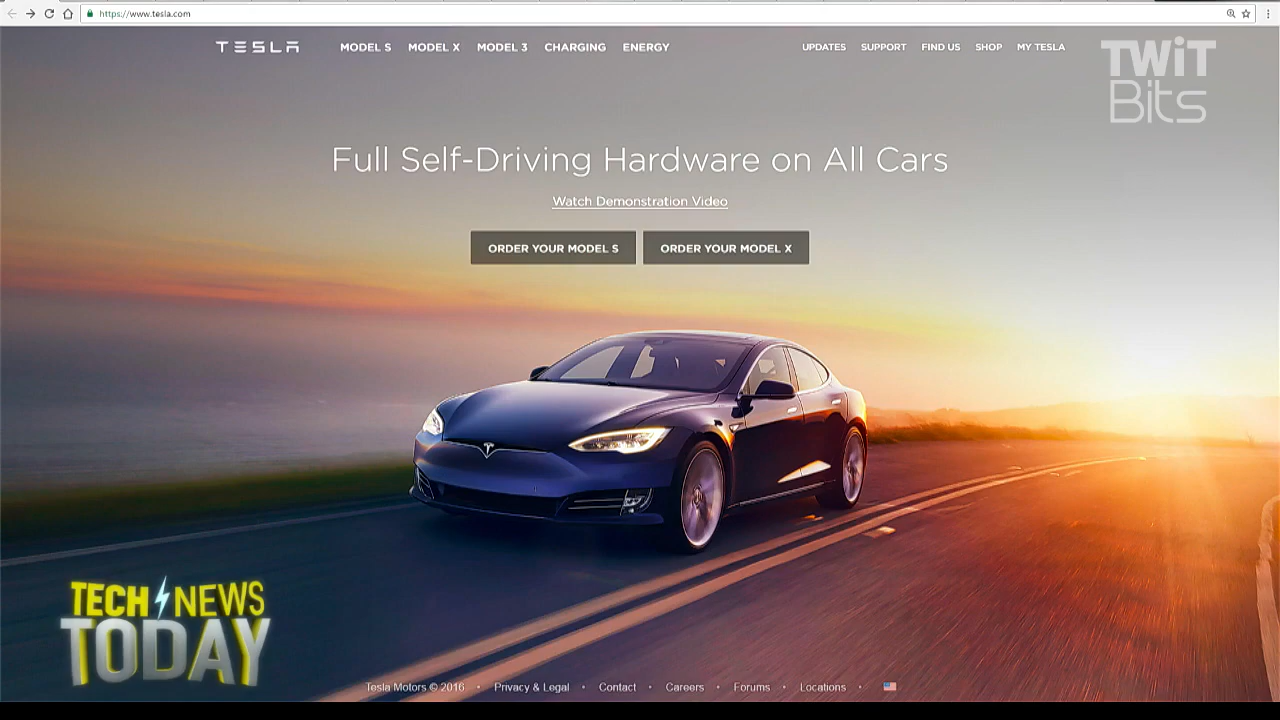 https://www.tesla.com
TESLA MODEL S MODEL X MODEL 3 CHARGING ENERGY UPDATES SUPPORT FIND US SHOP MY TESLA
TWiT
Bits
Full Self-Driving Hardware on All Cars
Watch Demonstration Video
ORDER YOUR MODEL S ORDER YOUR MODEL X
TECH NEWS
TODAY
Tesla Motors © 2016 • Privacy & Legal • Contact • Careers • Forums • Locations •